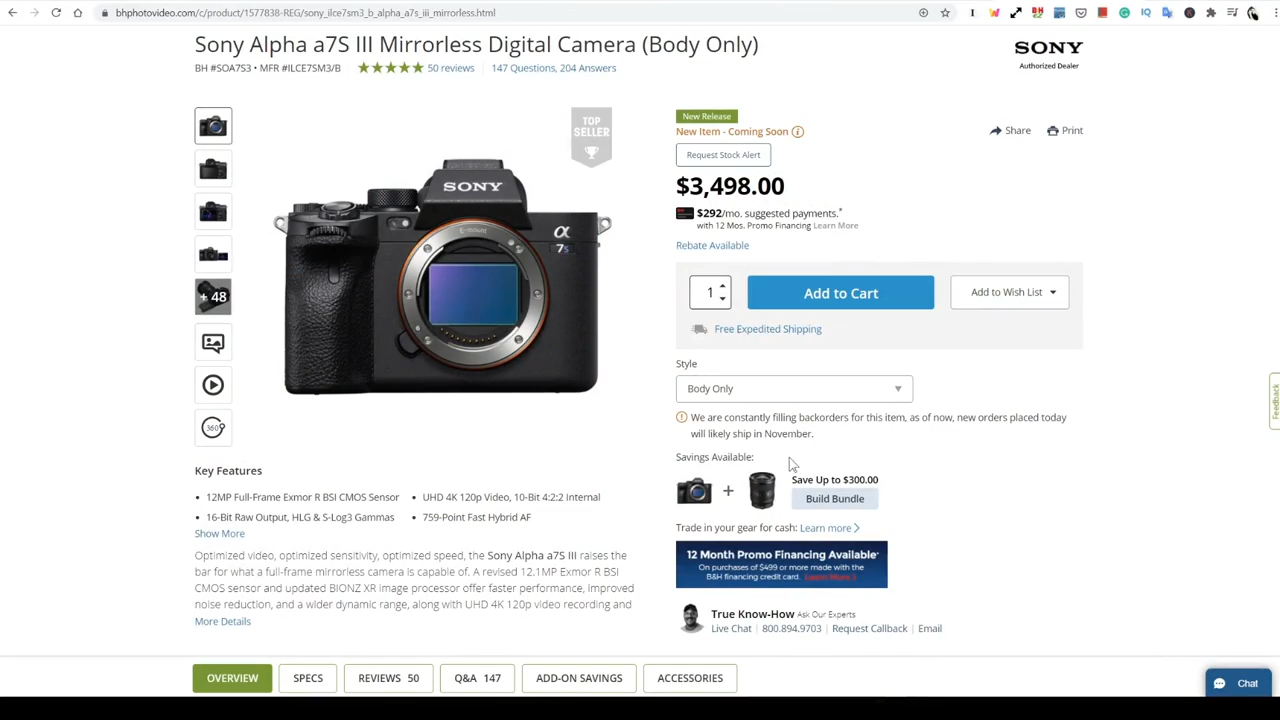 bhphotovideo.com/c/product/1577838-REG/sony_ilce7sm3_b_alpha_a7s_iii_mirrorless.html
Sony Alpha a7S III Mirrorless Digital Camera (Body Only)
BH #SOA7S3 • MFR #ILCE7SM3/B
50 reviews
147 Questions, 204 Answers
SONY
Authorized Dealer
TOP
SELLER
SONY
E-mount
α
7S
+ 48
360°
New Release
New Item - Coming Soon
Share
Print
Request Stock Alert
$3,498.00
$292/mo. suggested payments.*
with 12 Mos. Promo Financing Learn More
Rebate Available
1
Add to Cart
Add to Wish List
Free Expedited Shipping
Style
Body Only
We are constantly filling backorders for this item, as of now, new orders placed today
will likely ship in November.
Savings Available:
+
Save Up to $300.00
Build Bundle
Trade in your gear for cash: Learn more
12 Month Promo Financing Available*
On purchases of $499 or more made with the
B&H financing credit card. Learn More
True Know-How Ask Our Experts
Live Chat | 800.894.9703 | Request Callback | Email
Key Features
• 12MP Full-Frame Exmor R BSI CMOS Sensor
• UHD 4K 120p Video, 10-Bit 4:2:2 Internal
• 16-Bit Raw Output, HLG & S-Log3 Gammas
• 759-Point Fast Hybrid AF
Show More
Optimized video, optimized sensitivity, optimized speed, the Sony Alpha a7S III raises the
bar for what a full-frame mirrorless camera is capable of. A revised 12.1MP Exmor R BSI
CMOS sensor and updated BIONZ XR image processor offer faster performance, improved
noise reduction, and a wider dynamic range, along with UHD 4K 120p video recording and
More Details
OVERVIEW
SPECS
REVIEWS 50
Q&A 147
ADD-ON SAVINGS
ACCESSORIES
Feedback
Chat